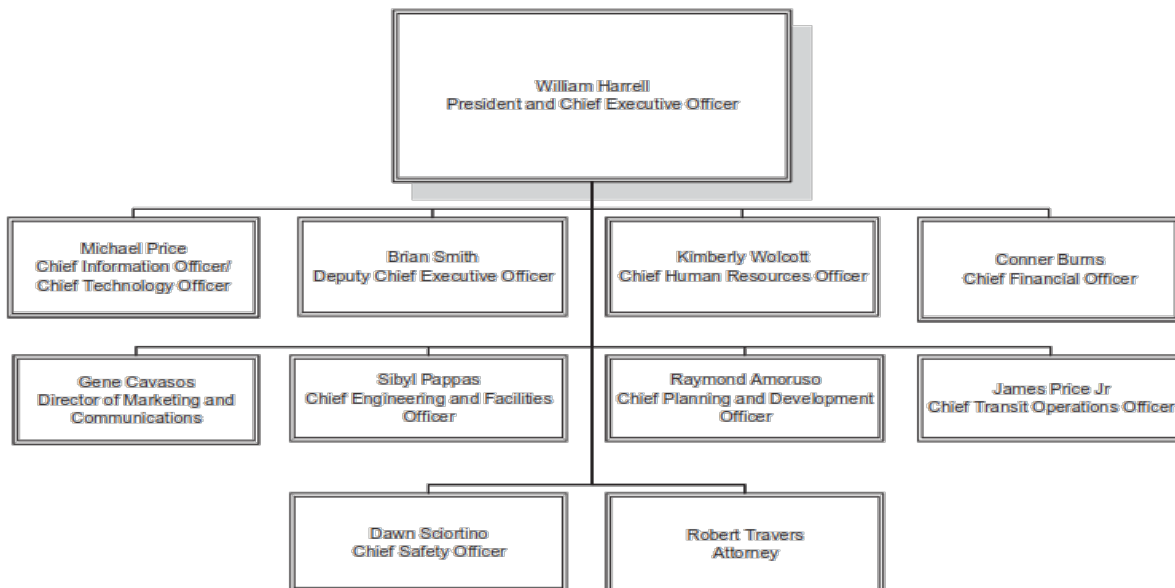 William Harrell
President and Chief Executive Officer
Michael Price
Chief Information Officer/
Chief Technology Officer
Brian Smith
Deputy Chief Executive Officer
Kimberly Wolcott
Chief Human Resources Officer
Conner Burns
Chief Financial Officer
Gene Cavasos
Director of Marketing and
Communications
Sibyl Pappas
Chief Engineering and Facilities
Officer
Raymond Amoruso
Chief Planning and Development
Officer
James Price Jr
Chief Transit Operations Officer
Dawn Sciortino
Chief Safety Officer
Robert Travers
Attorney